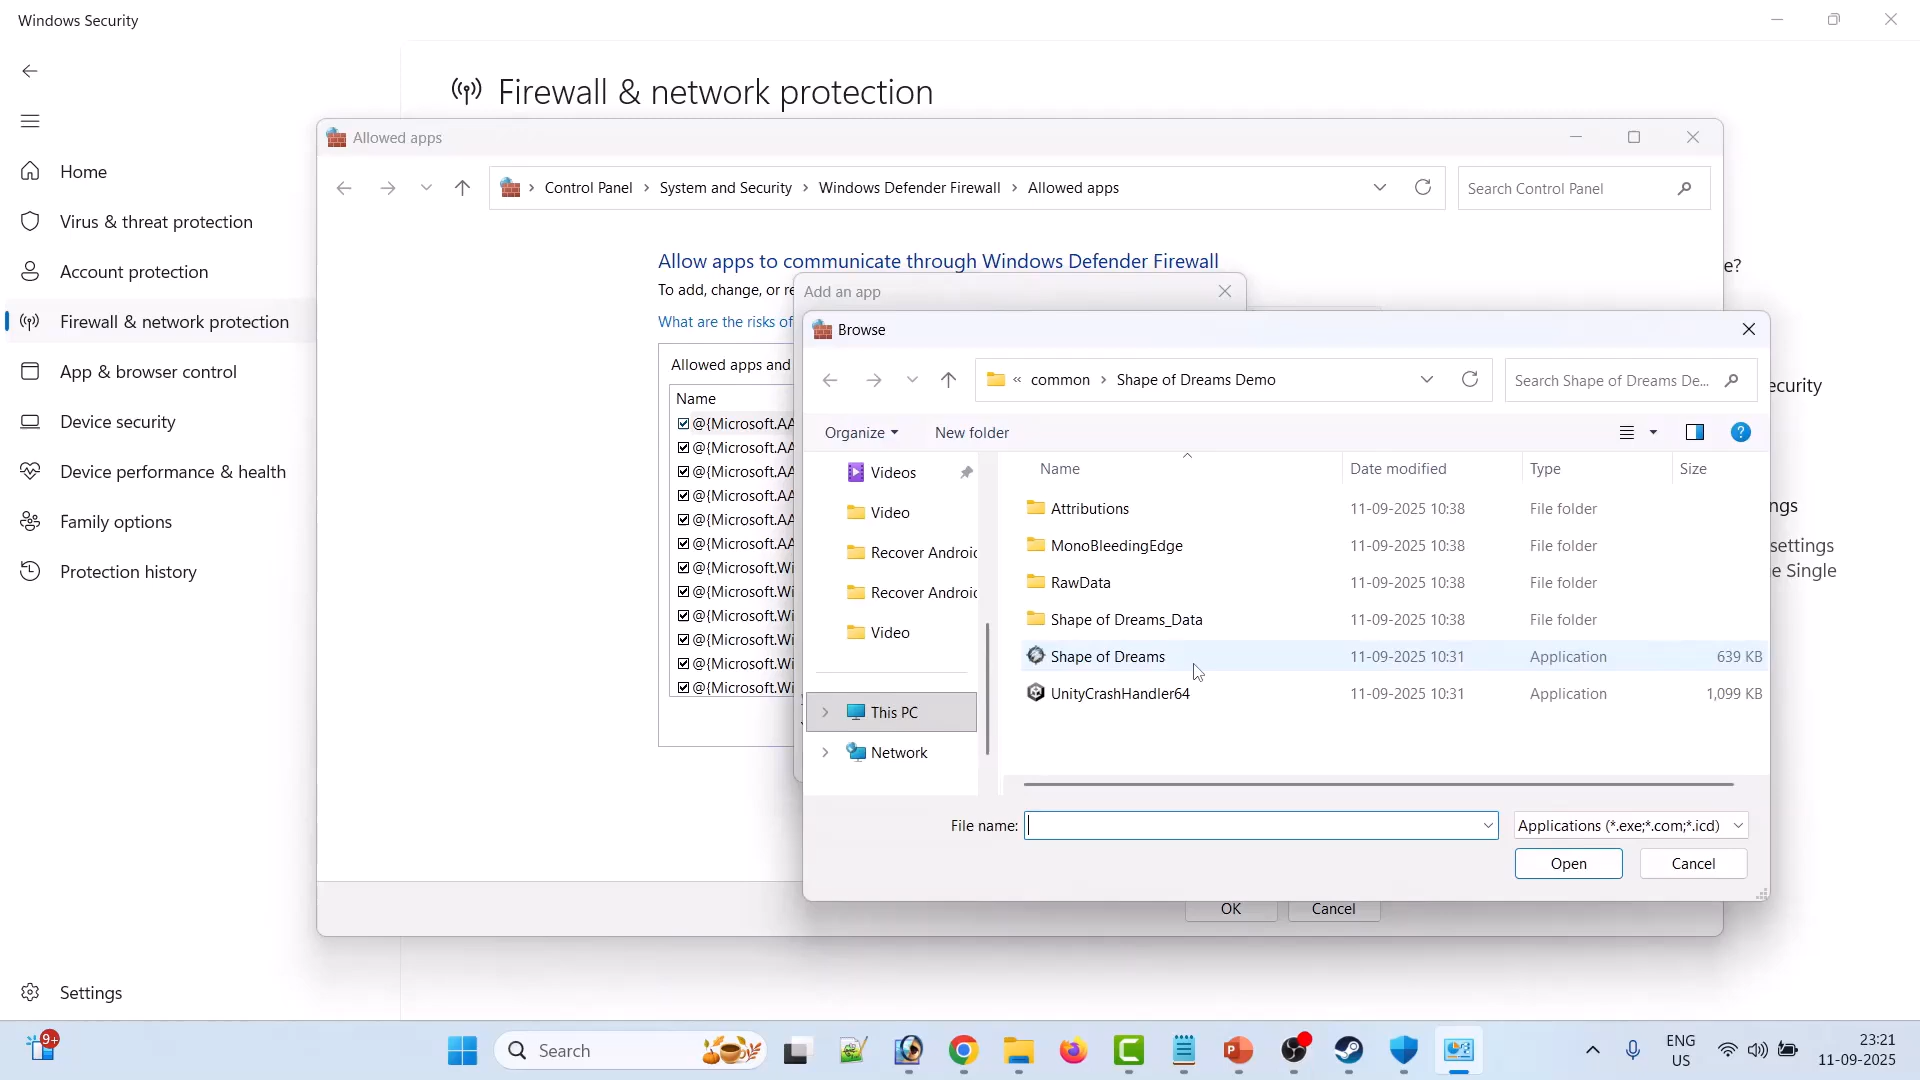 Windows Security
Firewall & network protection
Home
Virus & threat protection
Account protection
Firewall & network protection
App & browser control
Device security
Device performance & health
Family options
Protection history
Settings
Allowed apps
Control Panel > System and Security > Windows Defender Firewall > Allowed apps
Search Control Panel
Allow apps to communicate through Windows Defender Firewall
To add, change, or re
What are the risks of
Allowed apps and
Name
@{Microsoft.AA
@{Microsoft.AA
@{Microsoft.AA
@{Microsoft.AA
@{Microsoft.AA
@{Microsoft.AA
@{Microsoft.Wi
@{Microsoft.Wi
@{Microsoft.Wi
@{Microsoft.Wi
@{Microsoft.Wi
@{Microsoft.Wi
OK
Cancel
Add an app
Browse
« common > Shape of Dreams Demo
Search Shape of Dreams De...
Organize
New folder
Videos
Video
Recover Android
Recover Android
Video
This PC
Network
Name Date modified Type Size
Attributions 11-09-2025 10:38 File folder
MonoBleedingEdge 11-09-2025 10:38 File folder
RawData 11-09-2025 10:38 File folder
Shape of Dreams_Data 11-09-2025 10:38 File folder
Shape of Dreams 11-09-2025 10:31 Application 639 KB
UnityCrashHandler64 11-09-2025 10:31 Application 1,099 KB
File name:
Applications (*.exe;*.com;*.icd)
Open
Cancel
e?
ecurity
ngs
settings
e Single
9+
Search
ENG
US
23:21
11-09-2025